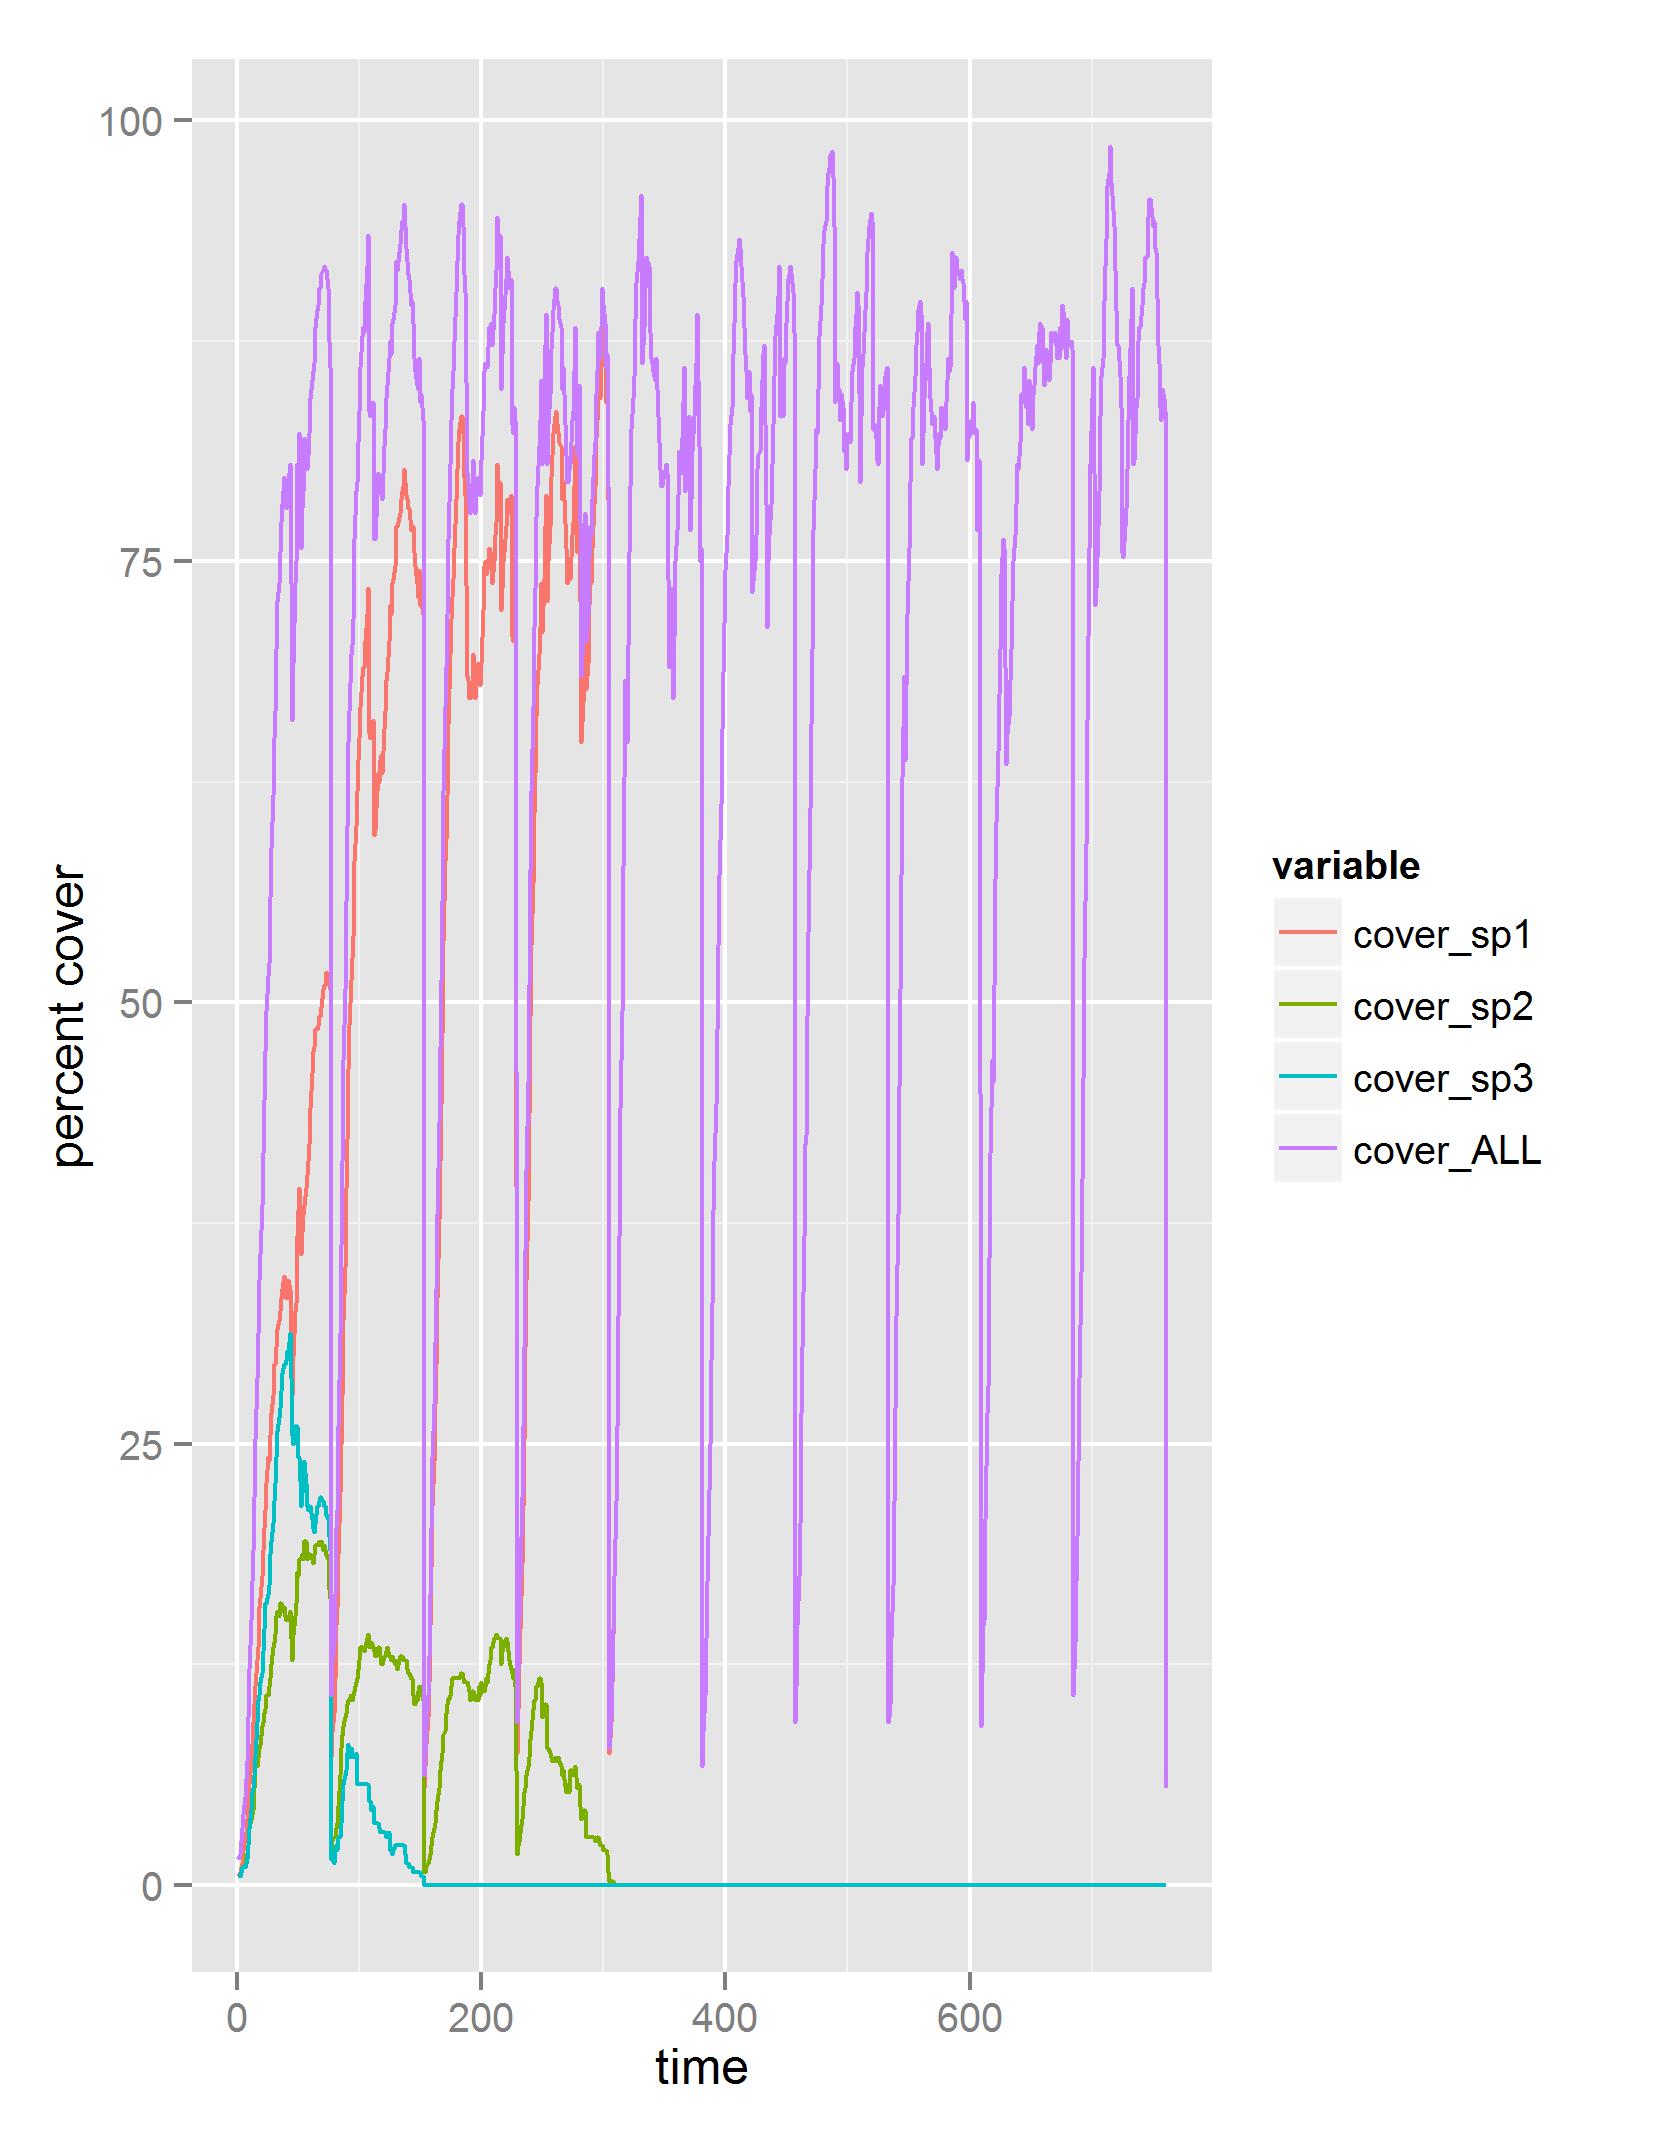 100
75
50
25
0
percent cover
0 200 400 600
time
variable
cover_sp1
cover_sp2
cover_sp3
cover_ALL